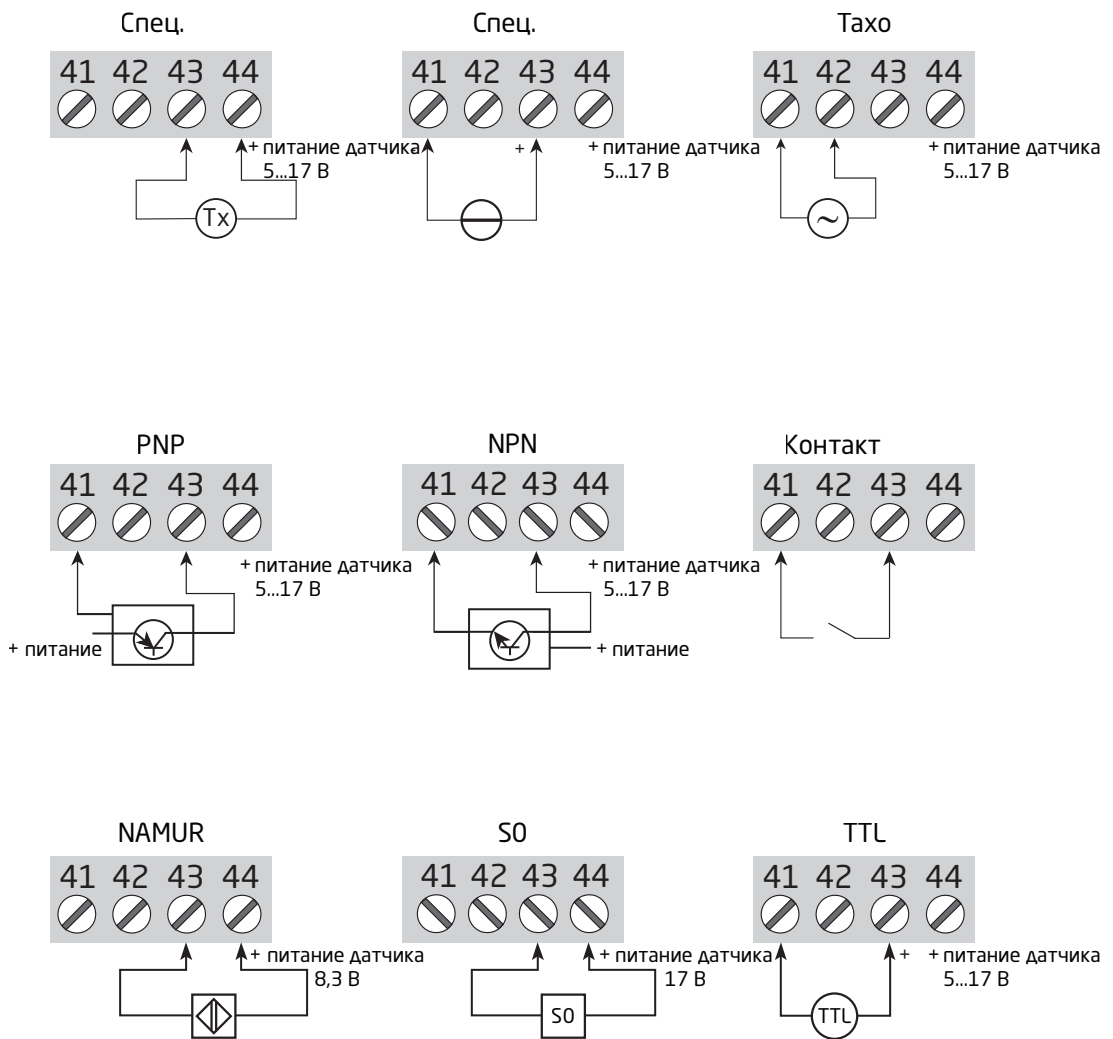 Спец. Спец. Тахо
41 42 43 44 41 42 43 44 41 42 43 44
+ питание датчика + + питание датчика + питание датчика
5...17 В 5...17 В 5...17 В
Tx ~
PNP NPN Контакт
41 42 43 44 41 42 43 44 41 42 43 44
+ питание датчика + питание датчика
5...17 В 5...17 В
+ питание + питание
NAMUR S0 TTL
41 42 43 44 41 42 43 44 41 42 43 44
+ питание датчика + питание датчика + + питание датчика
8,3 В 17 В 5...17 В
S0 TTL